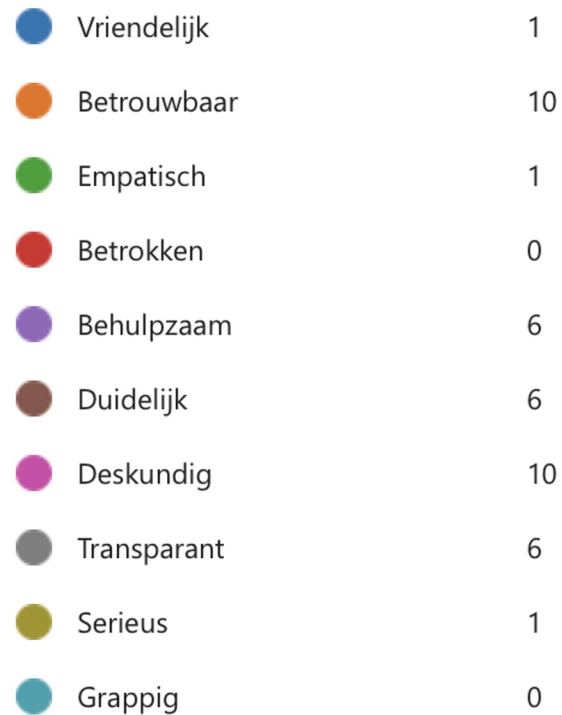 Vriendelijk 1
Betrouwbaar 10
Empatisch 1
Betrokken 0
Behulpzaam 6
Duidelijk 6
Deskundig 10
Transparant 6
Serieus 1
Grappig 0